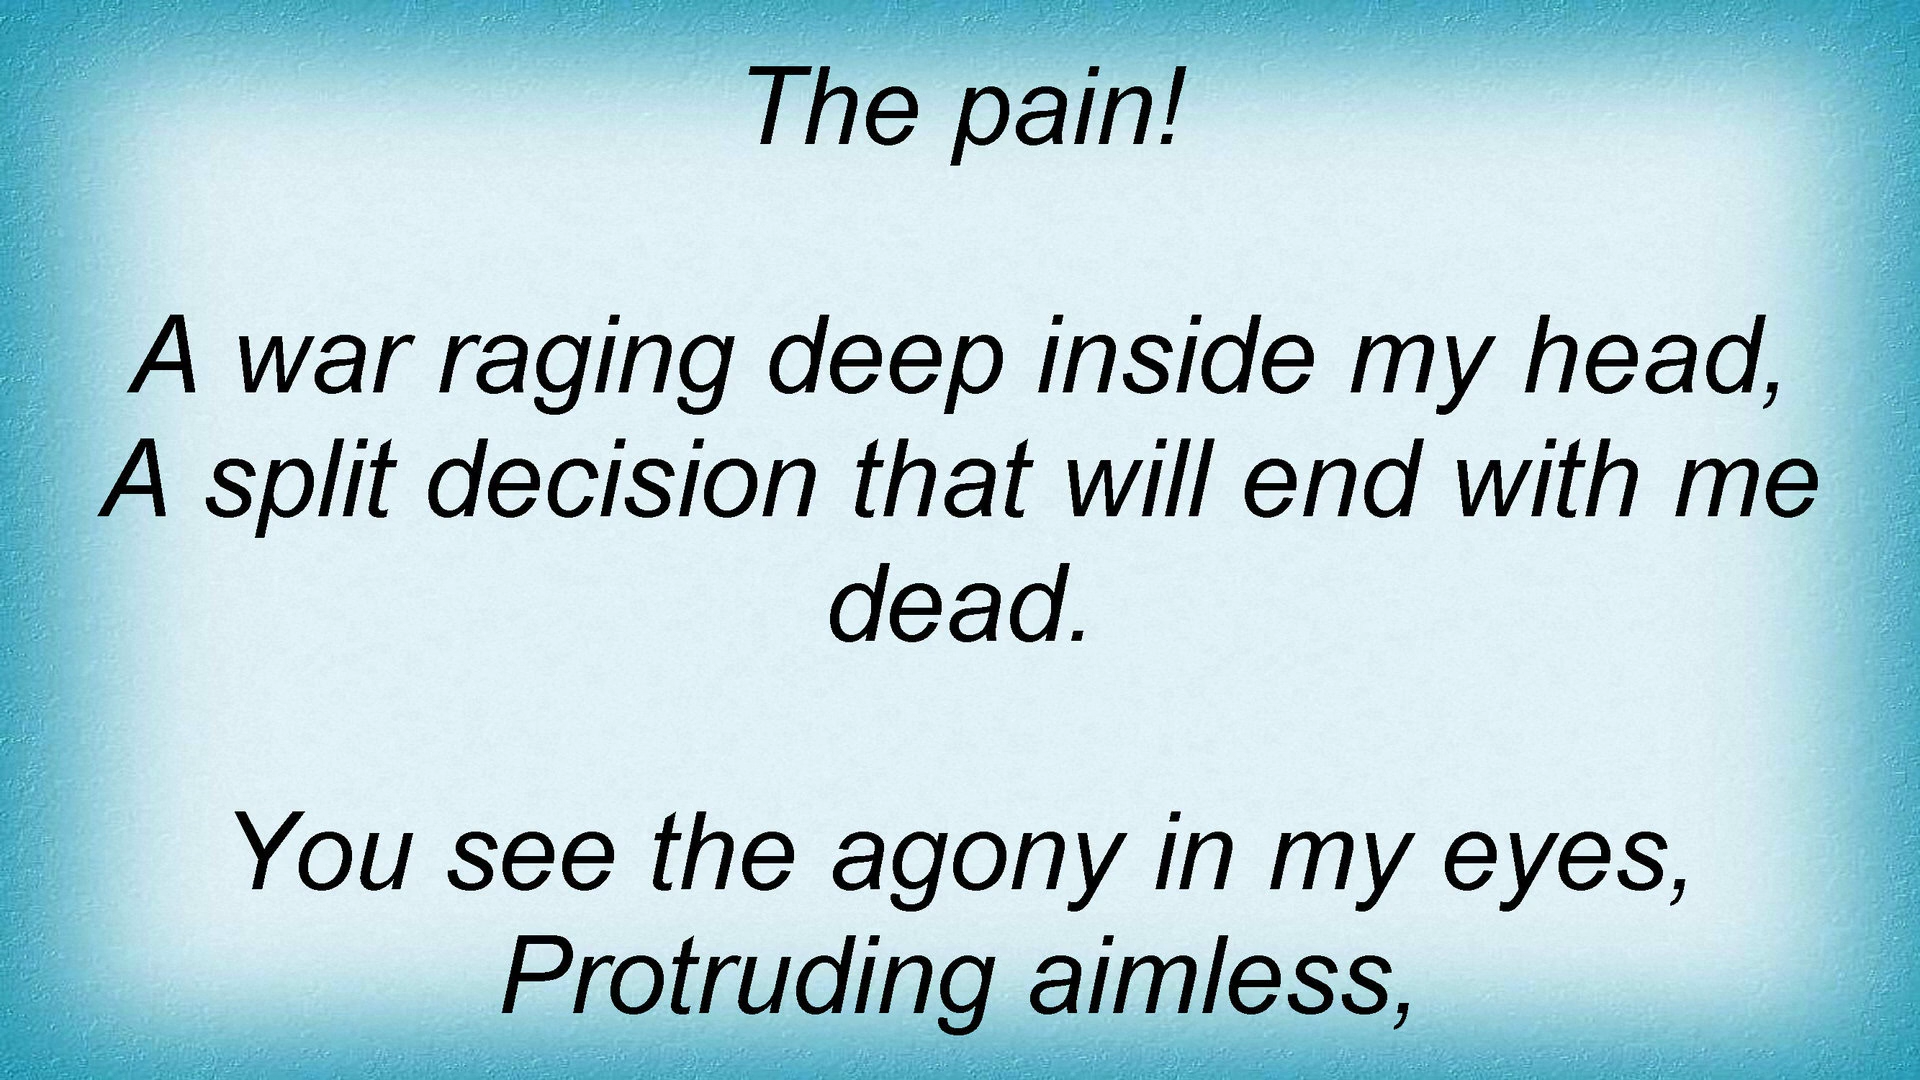 The pain!
A war raging deep inside my head,
A split decision that will end with me
dead.
You see the agony in my eyes,
Protruding aimless,